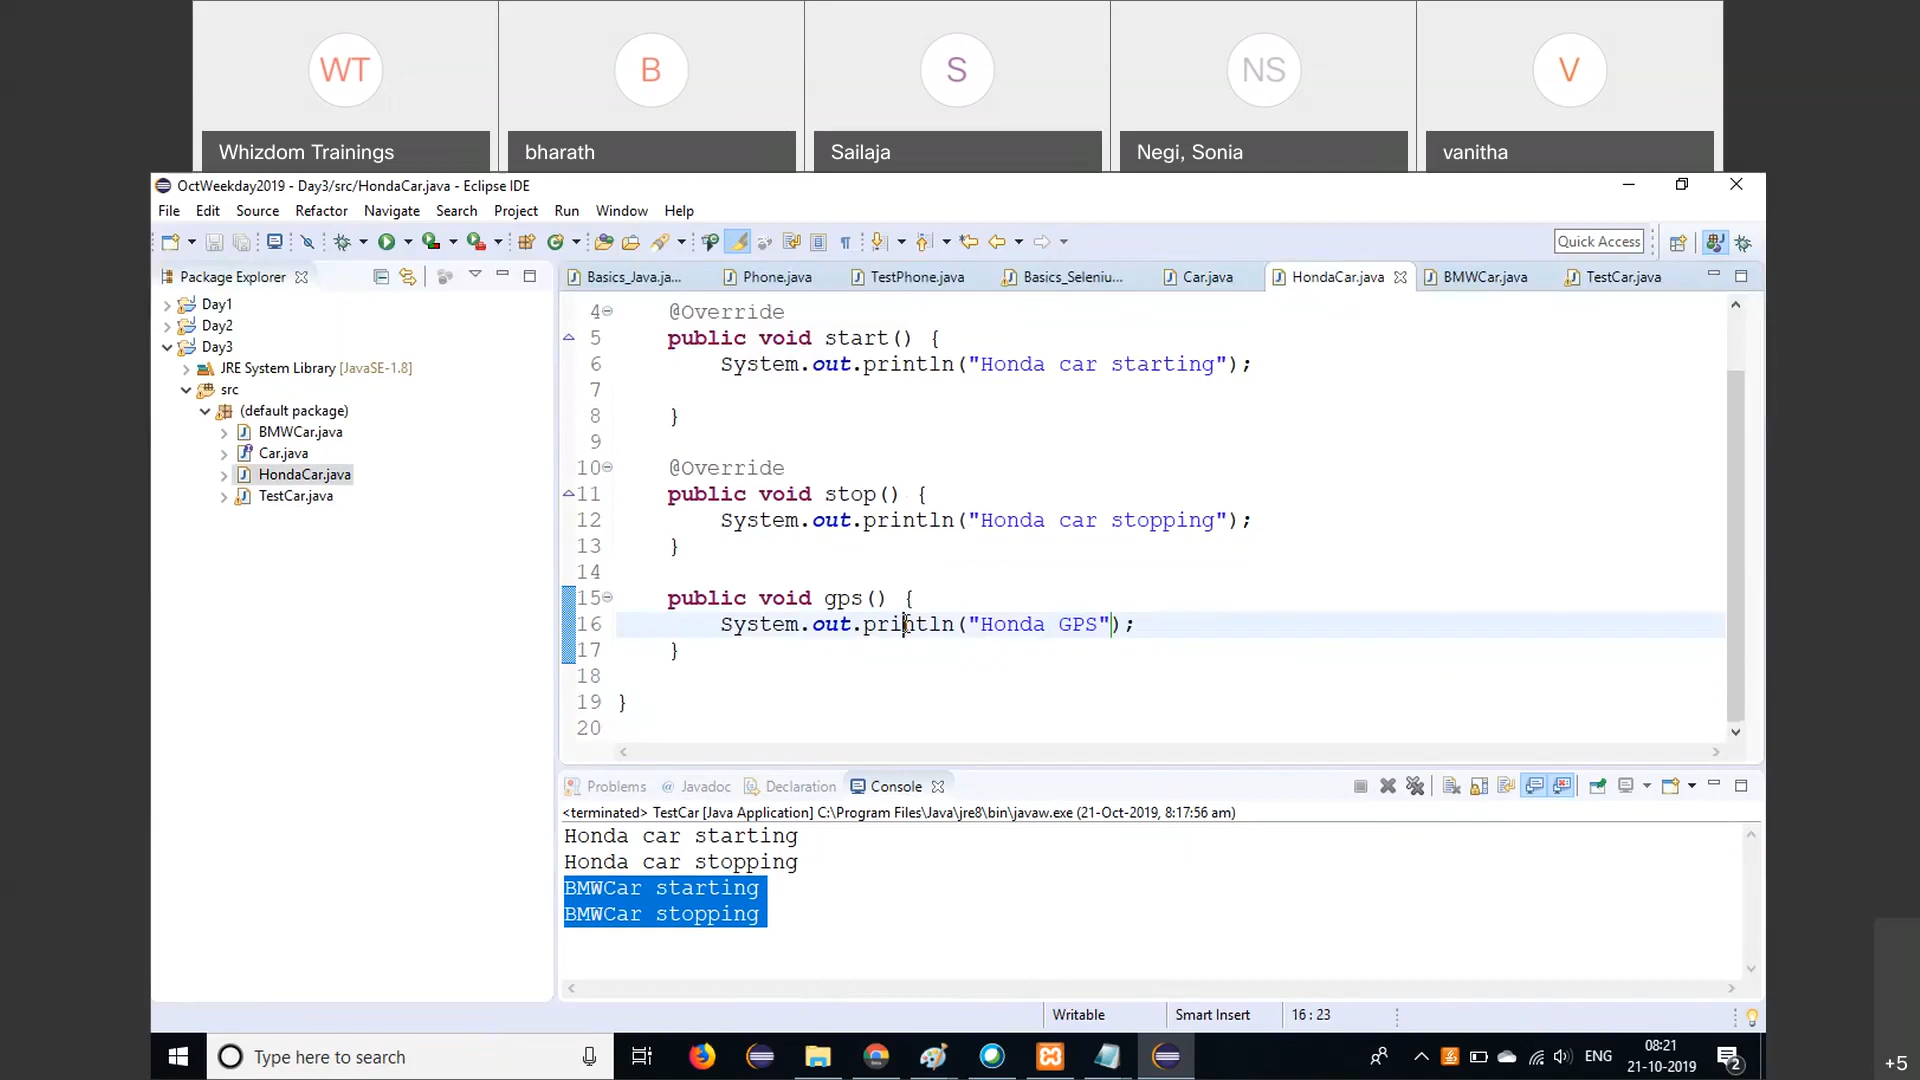 WT
B
S
NS
V
Whizdom Trainings
bharath
Sailaja
Negi, Sonia
vanitha
OctWeekday2019 - Day3/src/HondaCar.java - Eclipse IDE
File Edit Source Refactor Navigate Search Project Run Window Help
Quick Access
Package Explorer
Basics_Java.ja...
Phone.java
TestPhone.java
Basics_Seleniu...
Car.java
HondaCar.java
BMWCar.java
TestCar.java
Day1
Day2
Day3
JRE System Library [JavaSE-1.8]
src
(default package)
BMWCar.java
Car.java
HondaCar.java
TestCar.java
4 @Override
5 public void start() {
6 System.out.println("Honda car starting");
7
8 }
9
10 @Override
11 public void stop() {
12 System.out.println("Honda car stopping");
13 }
14
15 public void gps() {
16 System.out.println("Honda GPS");
17 }
18
19 }
20
Problems @ Javadoc Declaration Console
<terminated> TestCar [Java Application] C:\Program Files\Java\jre8\bin\javaw.exe (21-Oct-2019, 8:17:56 am)
Honda car starting
Honda car stopping
BMWCar starting
BMWCar stopping
Writable
Smart Insert
16 : 23
Type here to search
ENG
08:21
21-10-2019
2
+5